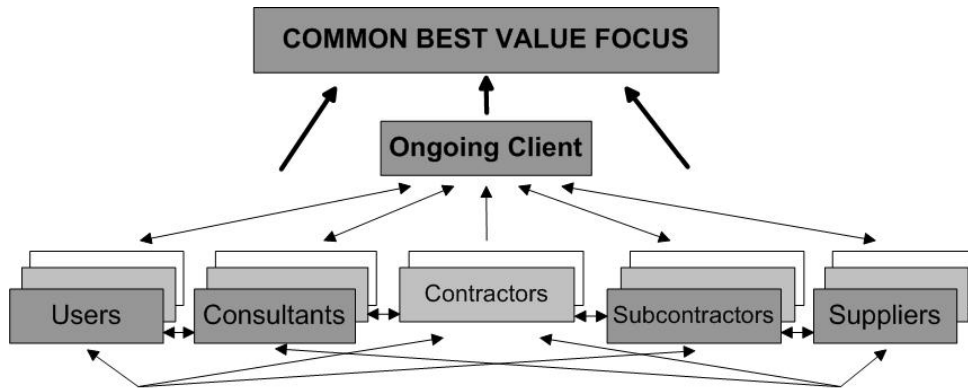 COMMON BEST VALUE FOCUS
Ongoing Client
Users
Consultants
Contractors
Subcontractors
Suppliers